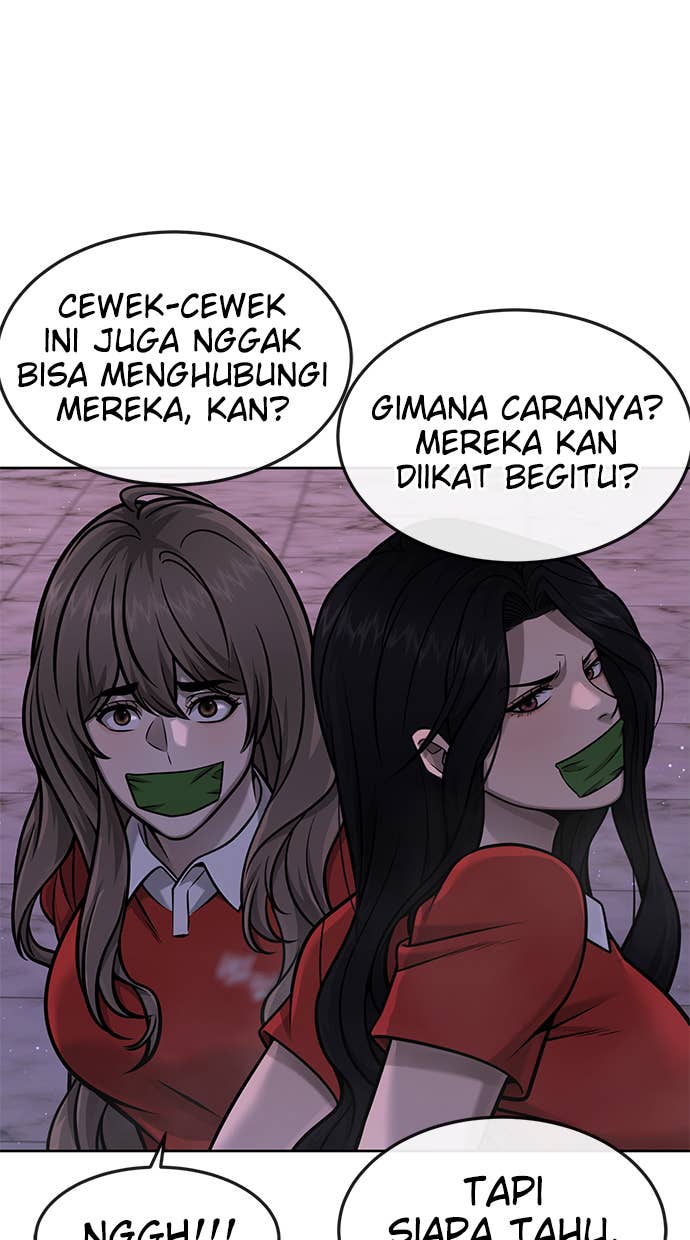 CEWEK-CEWEK
INI JUGA NGGAK
BISA MENGHUBUNGI
MEREKA, KAN?
GIMANA CARANYA?
MEREKA KAN
DIIKAT BEGITU?
NGGH!!!
TAPI
SIAPA TAHU,